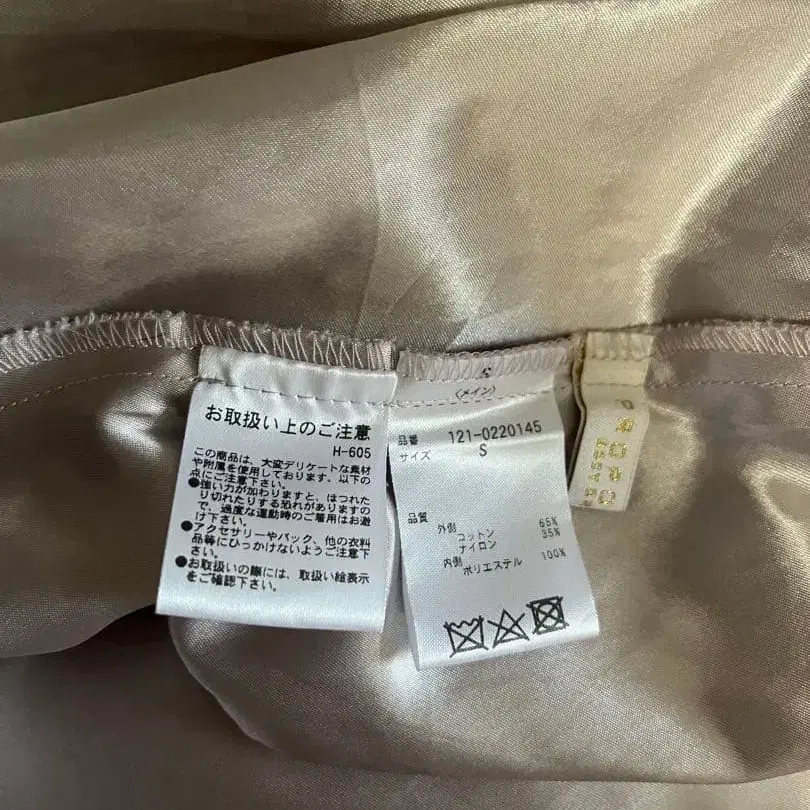 お取扱い上のご注意
H-605
この商品は、大変デリケートな素材
や附属を使用しております。以下の
点にご注意下さい。
●強い力が加わりますと、ほつれた
り切れたりする恐れがありますの
で、過度な運動時のご着用はお避
け下さい。
●アクセサリーやバック、他の衣料
品等にひっかけないようご注意下
さい。
●お取扱いの際には、取扱い絵表示
をご確認下さい。
(メイン)
品番 121-0220145
サイズ S
品質
外側
コットン 65%
ナイロン 35%
内側
ポリエステル 100%
PROPO